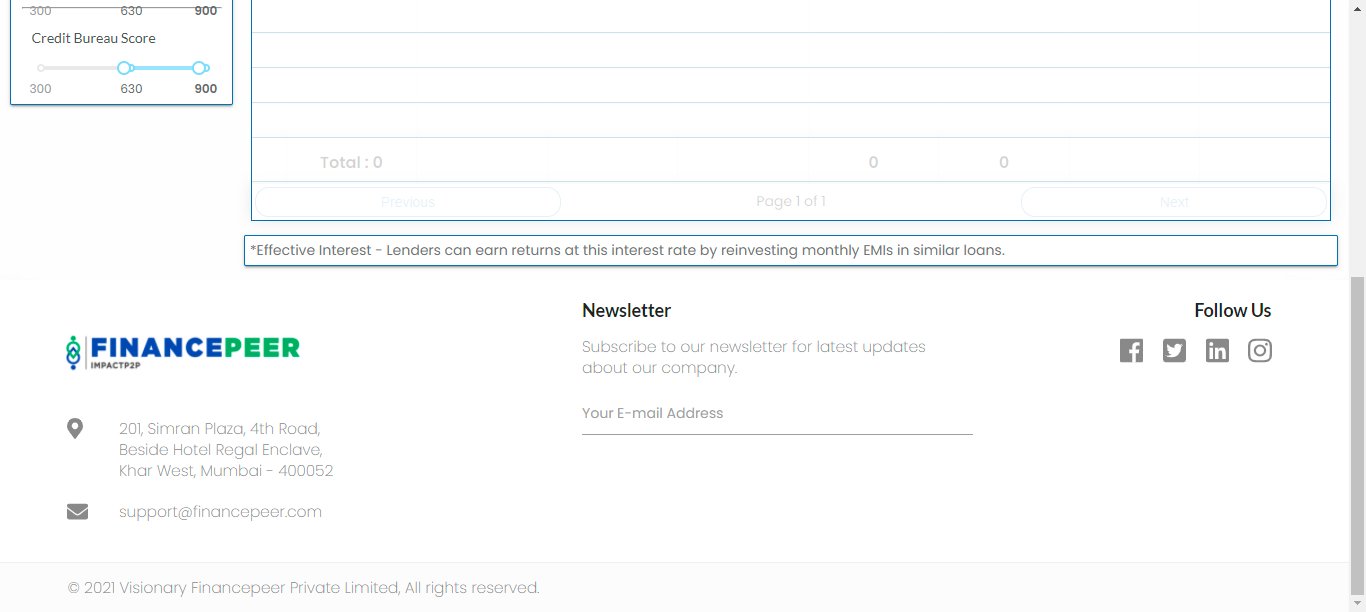 300 630 900
Credit Bureau Score
300 630 900
Total : 0 0 0
Previous Page 1 of 1 Next
*Effective Interest - Lenders can earn returns at this interest rate by reinvesting monthly EMIs in similar loans.
FINANCEPEER
IMPACTP2P
201, Simran Plaza, 4th Road,
Beside Hotel Regal Enclave,
Khar West, Mumbai - 400052
support@financepeer.com
Newsletter
Subscribe to our newsletter for latest updates
about our company.
Your E-mail Address
Follow Us
© 2021 Visionary Financepeer Private Limited, All rights reserved.